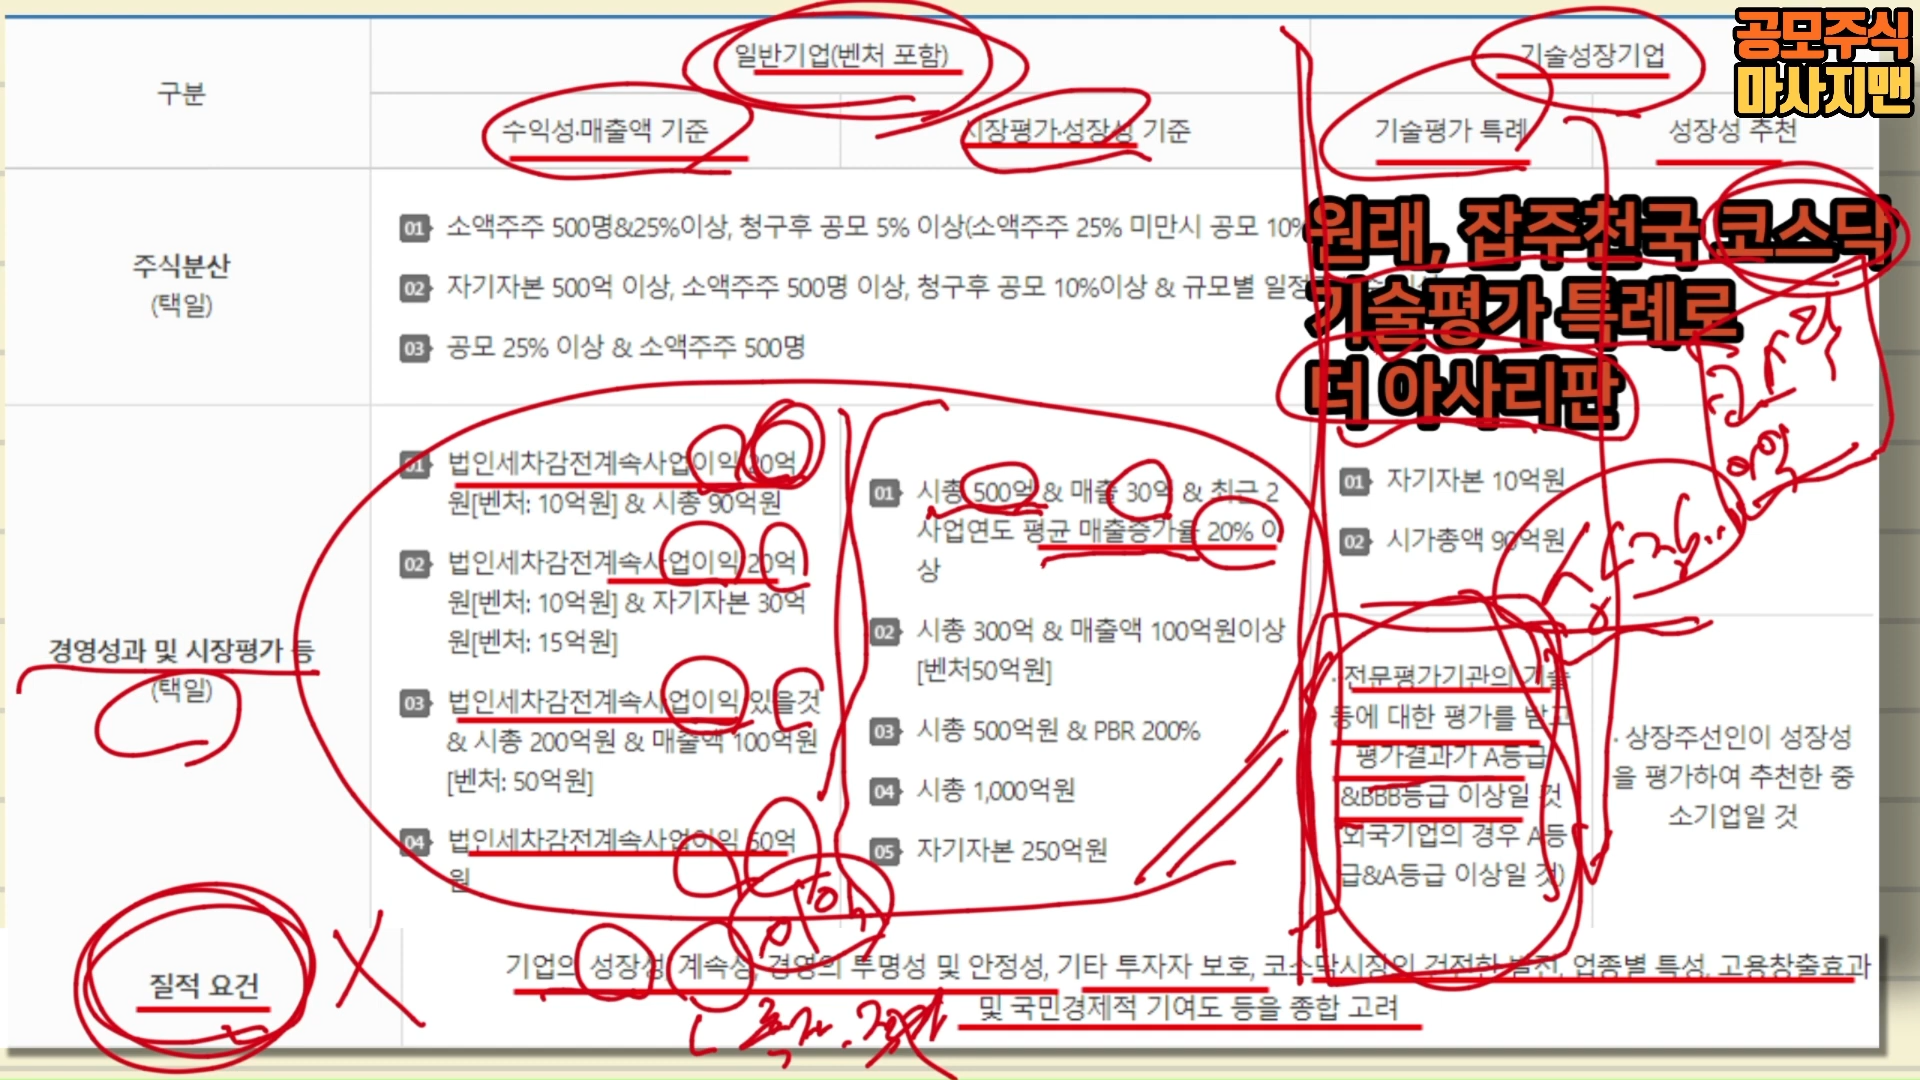 공모주식
마사지맨
구분
일반기업(벤처 포함)
기술성장기업
수익성·매출액 기준
시장평가·성장성 기준
기술평가 특례
성장성 추천
주식분산
(택일)
01 소액주주 500명&25%이상, 청구후 공모 5% 이상(소액주주 25% 미만시 공모 10%
02 자기자본 500억 이상, 소액주주 500명 이상, 청구후 공모 10%이상 & 규모별 일정
03 공모 25% 이상 & 소액주주 500명
원래, 잡주천국 코스닥
기술평가 특례로
더 아사리판
경영성과 및 시장평가 등
(택일)
01 법인세차감전계속사업이익 20억
원[벤처: 10억원] & 시총 90억원
02 법인세차감전계속사업이익 20억
원[벤처: 10억원] & 자기자본 30억
원[벤처: 15억원]
03 법인세차감전계속사업이익 있을것
& 시총 200억원 & 매출액 100억원
[벤처: 50억원]
04 법인세차감전계속사업이익 50억
원
01 시총 500억 & 매출 30억 & 최근 2
사업연도 평균 매출증가율 20% 이
상
02 시총 300억 & 매출액 100억원이상
[벤처50억원]
03 시총 500억원 & PBR 200%
04 시총 1,000억원
05 자기자본 250억원
01 자기자본 10억원
02 시가총액 90억원
· 전문평가기관의 기술
등에 대한 평가를 받고
평가결과가 A등급
&BBB등급 이상일 것
(외국기업의 경우 A등
급&A등급 이상일 것)
· 상장주선인이 성장성
을 평가하여 추천한 중
소기업일 것
질적 요건
기업의 성장성, 계속성, 경영의 투명성 및 안정성, 기타 투자자 보호, 코스닥시장의 건전한 발전, 업종별 특성, 고용창출효과
및 국민경제적 기여도 등을 종합 고려